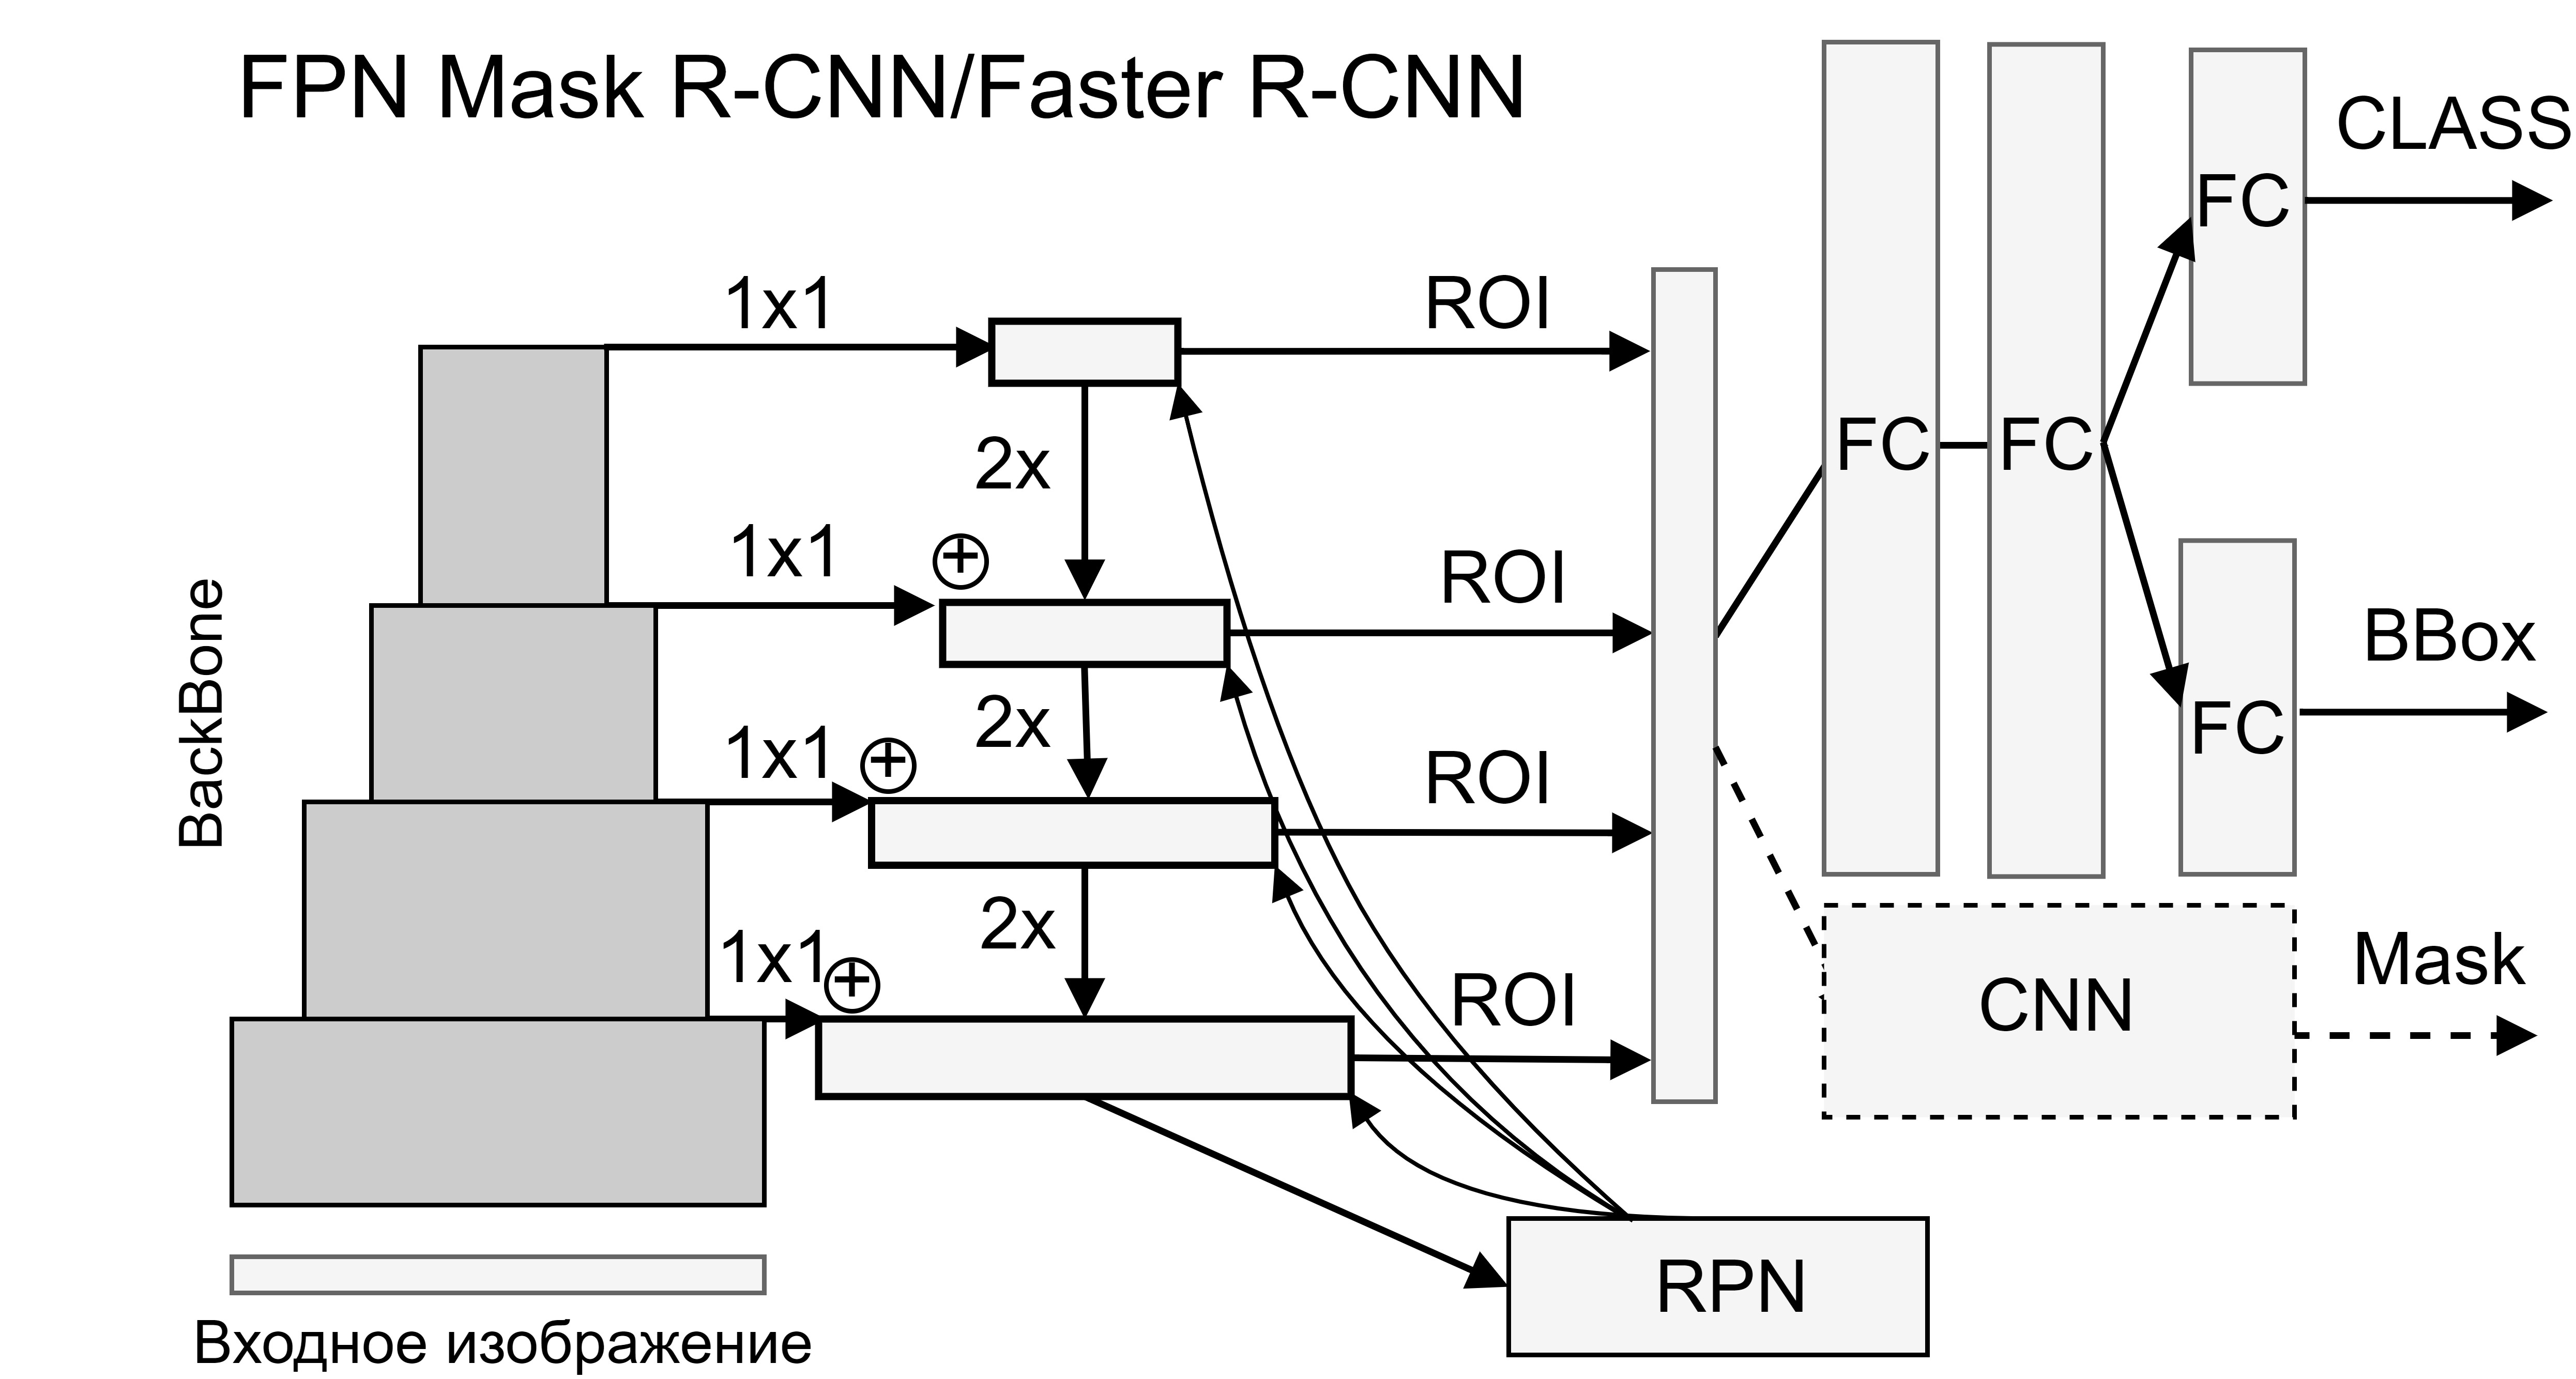 FPN Mask R-CNN/Faster R-CNN
CLASS
FC
1x1
ROI
2x
FC
FC
1x1
+
ROI
BackBone
BBox
2x
1x1
+
ROI
FC
2x
1x1
+
ROI
CNN
Mask
RPN
Входное изображение